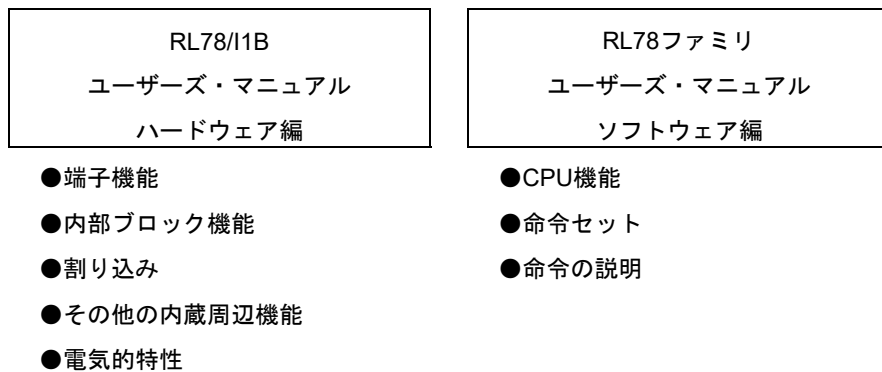 RL78/I1B
ユーザーズ・マニュアル
ハードウェア編
●端子機能
●内部ブロック機能
●割り込み
●その他の内蔵周辺機能
●電気的特性
RL78ファミリ
ユーザーズ・マニュアル
ソフトウェア編
●CPU機能
●命令セット
●命令の説明